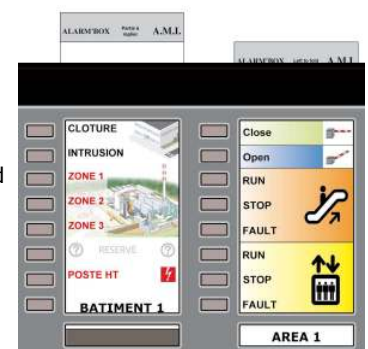 ALARM'BOX A.M.I.
ALARM'BOX A.M.I.
d
CLOTURE
INTRUSION
ZONE 1
ZONE 2
ZONE 3
? RESERVE ?
POSTE HT
BATIMENT 1
Close
Open
RUN
STOP
FAULT
RUN
STOP
FAULT
AREA 1